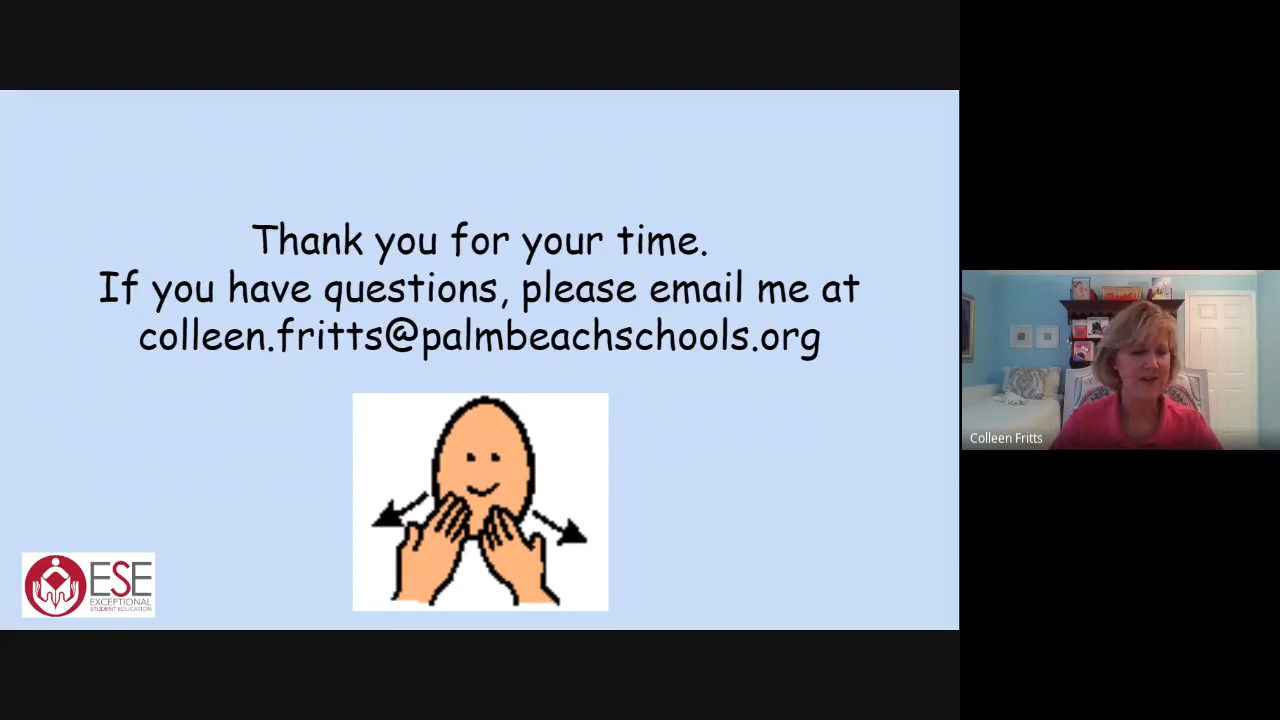 Thank you for your time.
If you have questions, please email me at
colleen.fritts@palmbeachschools.org
ESE
EXCEPTIONAL
STUDENT EDUCATION
Colleen Fritts